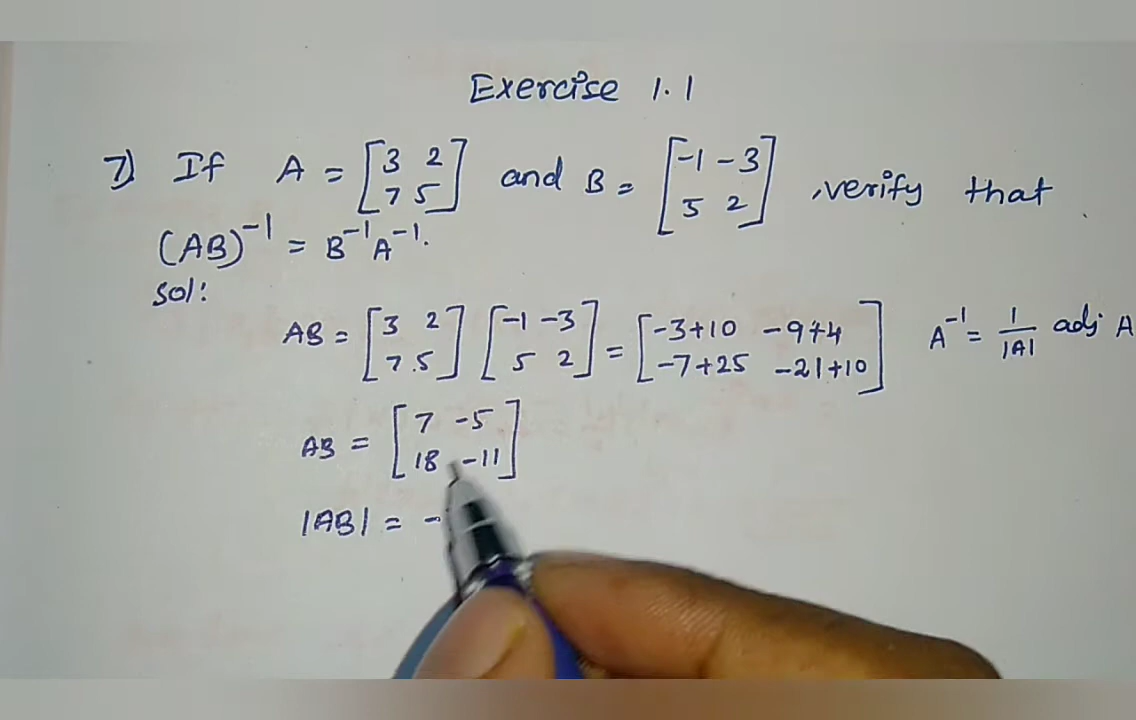 Exercise 1.1
7) If A = [3 2 7 5] and B = [-1 -3 5 2], verify that
(AB)^-1 = B^-1 A^-1.
Sol:
AB = [3 2 7 5] [-1 -3 5 2] = [-3+10 -9+4 -7+25 -21+10] A^-1 = 1/|A| adj A
AB = [7 -5 18 -11]
|AB| = -